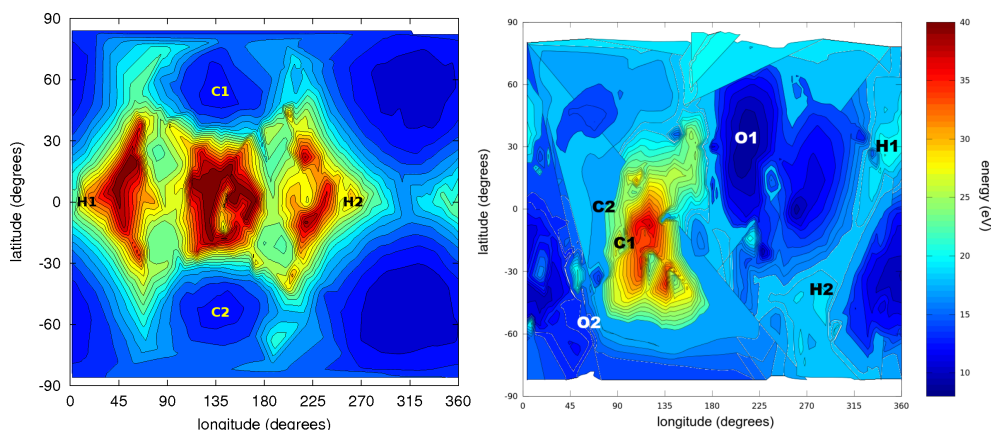 90
60
30
0
-30
-60
-90
latitude (degrees)
C1
H1
H2
C2
0 45 90 135 180 225 270 315 360
longitude (degrees)
90
60
30
0
-30
-60
-90
latitude (degrees)
O1
H1
C2
C1
H2
O2
0 45 90 135 180 225 270 315 360
longitude (degrees)
40
35
30
25
20
15
10
energy (eV)